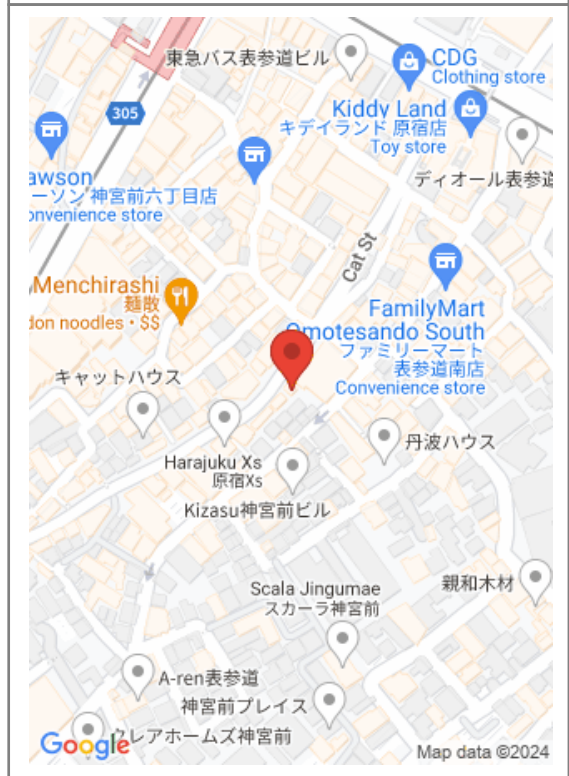 東急バス表参道ビル
CDG
Clothing store
305
Kiddy Land
キデイランド 原宿店
Toy store
ディオール表参道
awson
ーソン 神宮前六丁目店
onvenience store
Cat St
Menchirashi
麺散
don noodles・$$
FamilyMart
Omotesando South
ファミリーマート
表参道南店
Convenience store
キャットハウス
丹波ハウス
Harajuku Xs
原宿Xs
Kizasu神宮前ビル
Scala Jingumae
スカーラ神宮前
親和木材
A-ren表参道
神宮前プレイス
クレアホームズ神宮前
Google
Map data ©2024